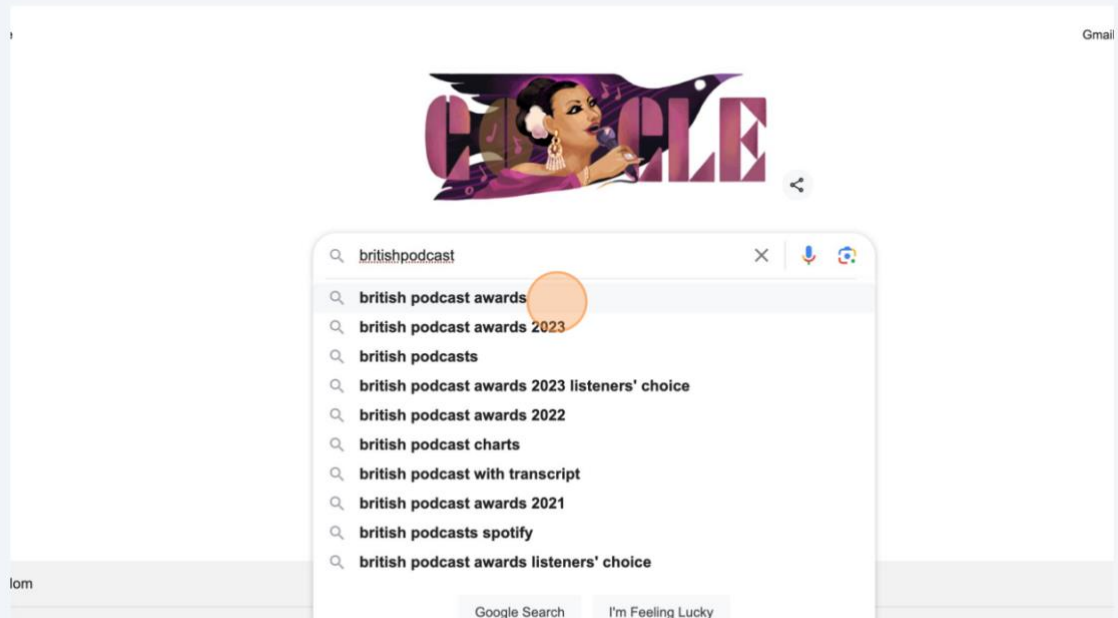 Gmail
GOOGLE
britishpodcast
british podcast awards
british podcast awards 2023
british podcasts
british podcast awards 2023 listeners' choice
british podcast awards 2022
british podcast charts
british podcast with transcript
british podcast awards 2021
british podcasts spotify
british podcast awards listeners' choice
dom
Google Search I'm Feeling Lucky